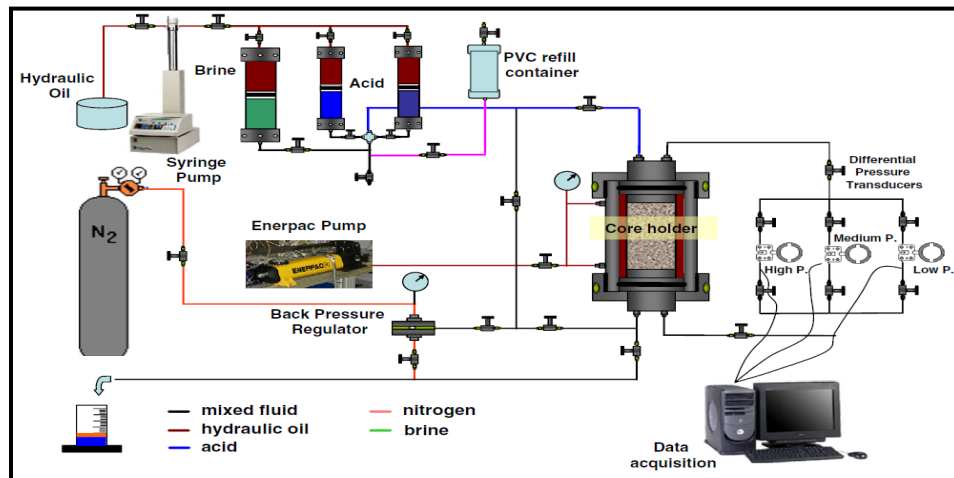 Hydraulic
Oil
Brine
Acid
PVC refill
container
Syringe
Pump
N2
Enerpac Pump
ENERPAC
Back Pressure
Regulator
Core holder
Differential
Pressure
Transducers
High P.
Medium P.
Low P.
mixed fluid
hydraulic oil
acid
nitrogen
brine
Data
acquisition